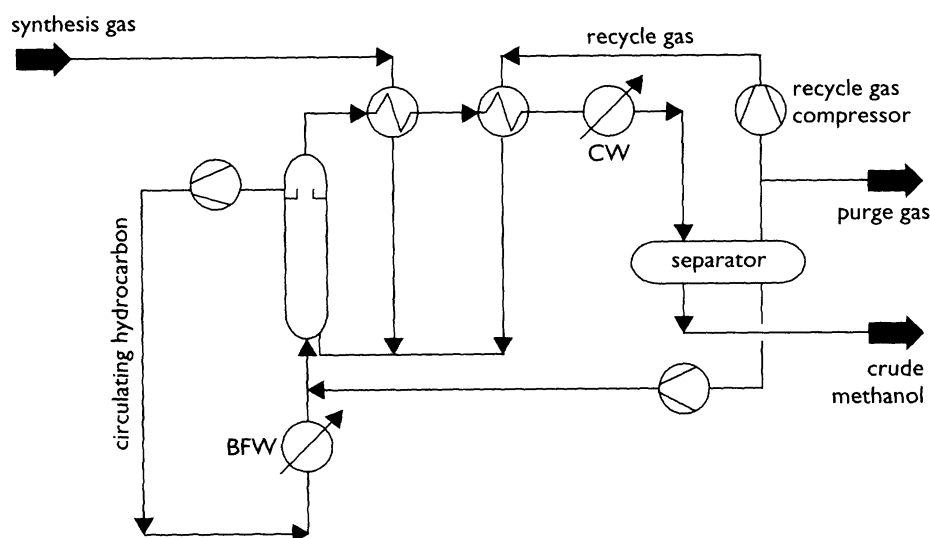 synthesis gas
recycle gas
recycle gas
compressor
CW
purge gas
separator
circulating hydrocarbon
crude
methanol
BFW